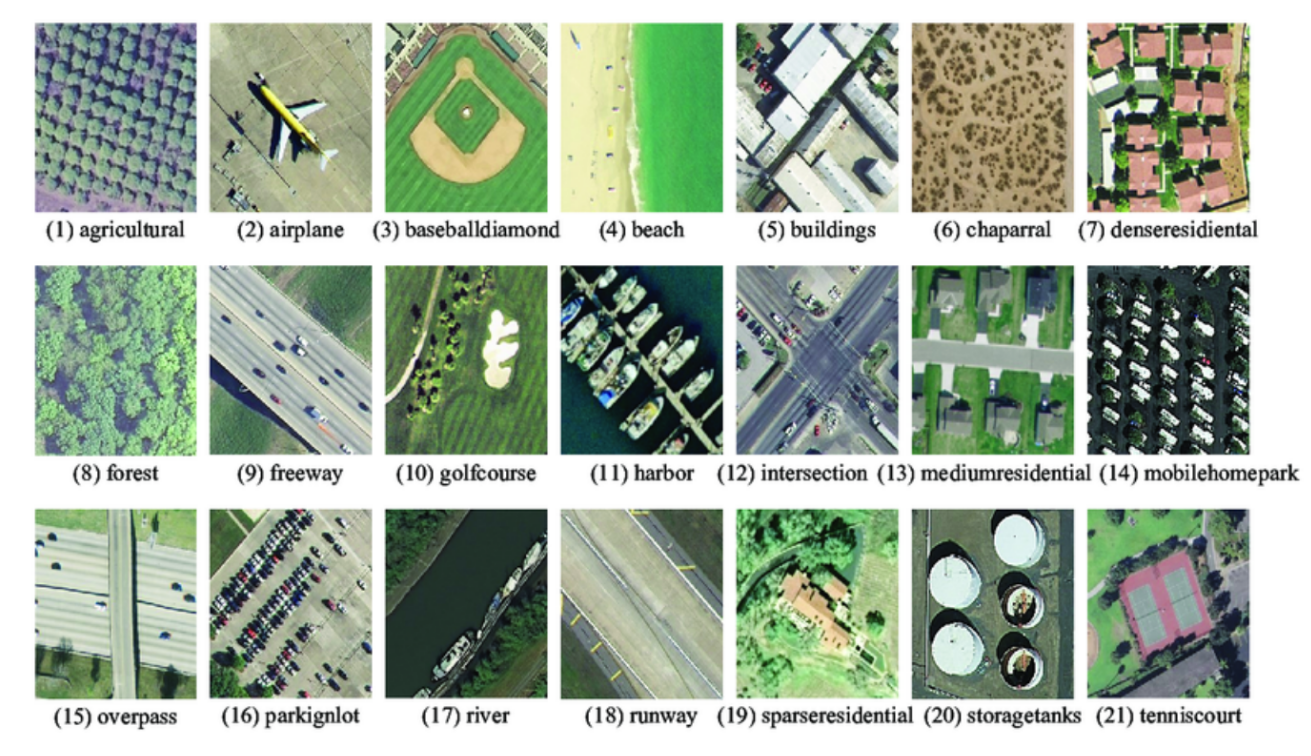 (1) agricultural (2) airplane (3) baseballdiamond (4) beach (5) buildings (6) chaparral (7) denseresidiental
(8) forest (9) freeway (10) golfcourse (11) harbor (12) intersection (13) mediumresidential (14) mobilehomepark
(15) overpass (16) parkignlot (17) river (18) runway (19) sparseresidential (20) storagetanks (21) tenniscourt